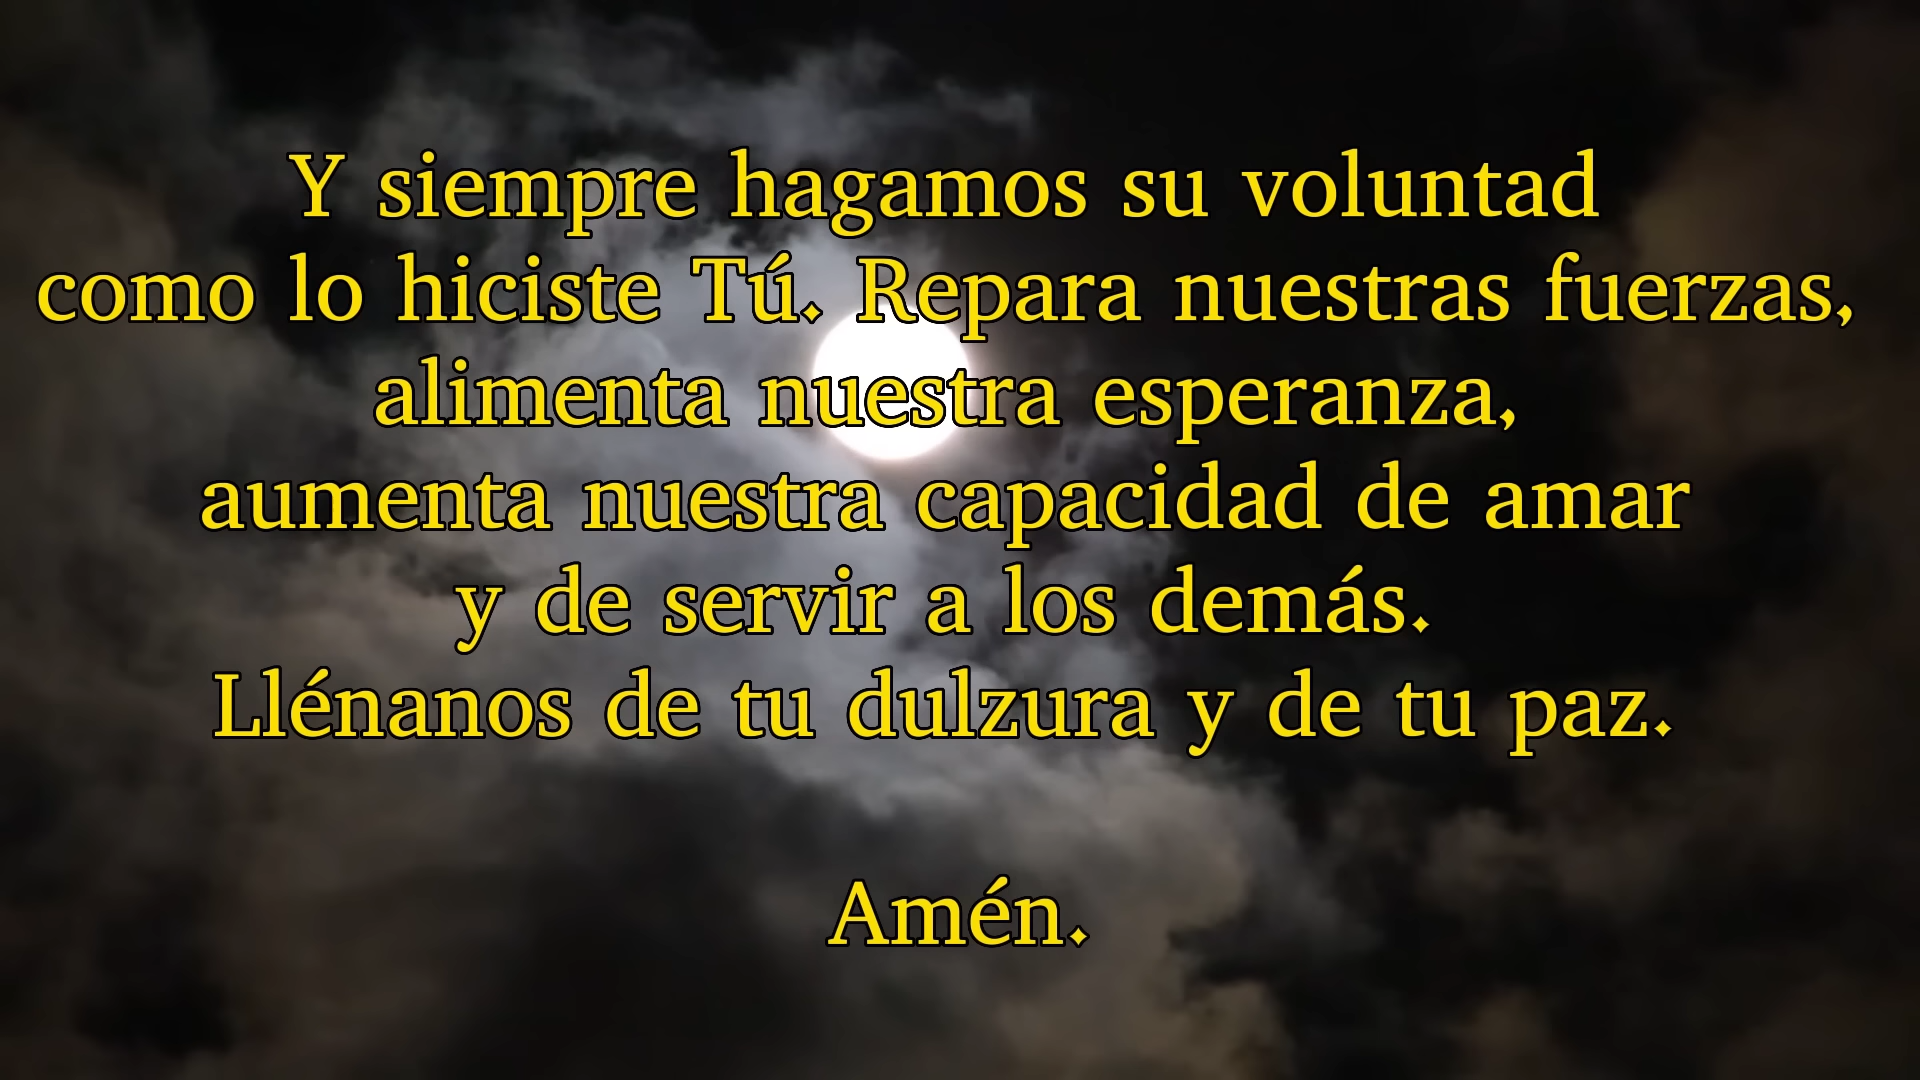 Y siempre hagamos su voluntad
como lo hiciste Tú. Repara nuestras fuerzas,
alimenta nuestra esperanza,
aumenta nuestra capacidad de amar
y de servir a los demás.
Llénanos de tu dulzura y de tu paz.
Amén.